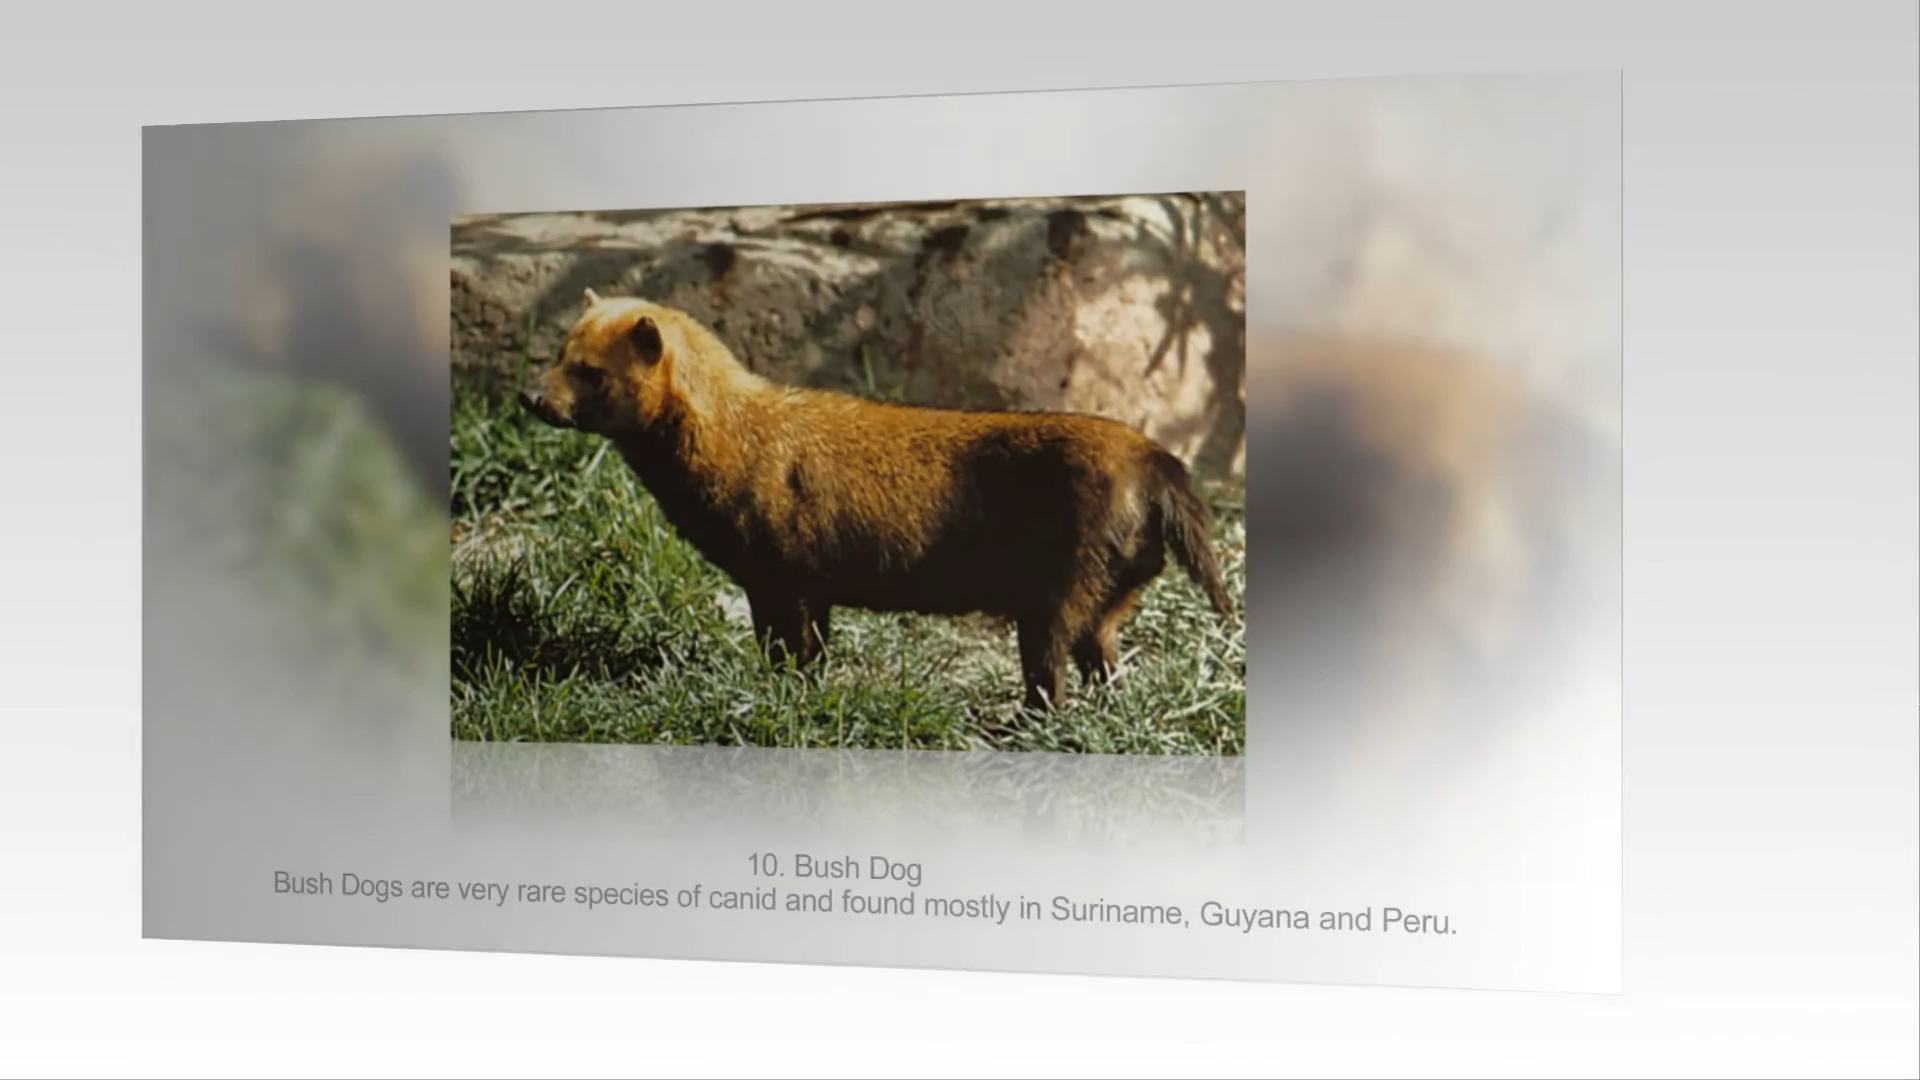 10. Bush Dog
Bush Dogs are very rare species of canid and found mostly in Suriname, Guyana and Peru.